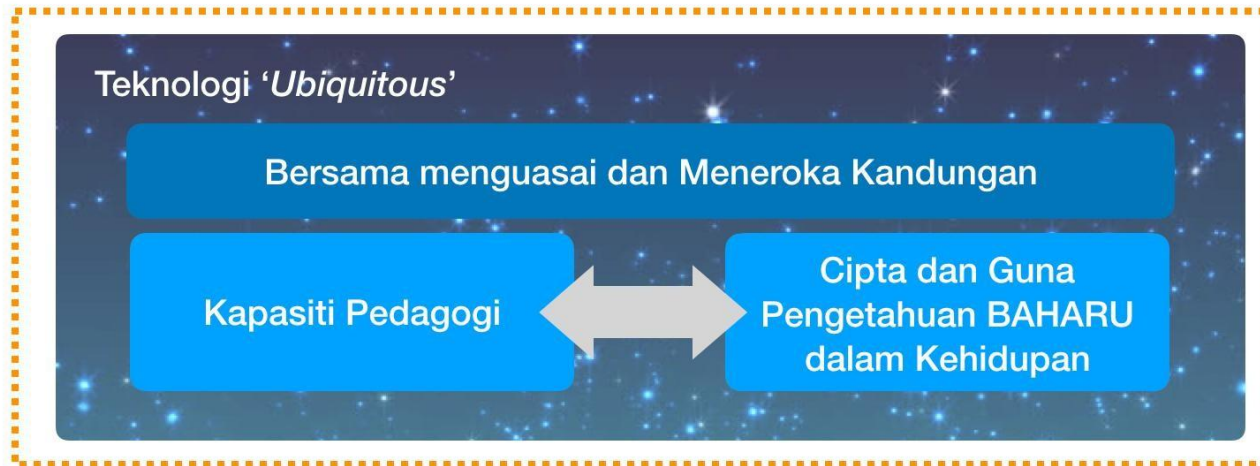 Teknologi ‘Ubiquitous’
Bersama menguasai dan Meneroka Kandungan
Kapasiti Pedagogi
Cipta dan Guna
Pengetahuan BAHARU
dalam Kehidupan